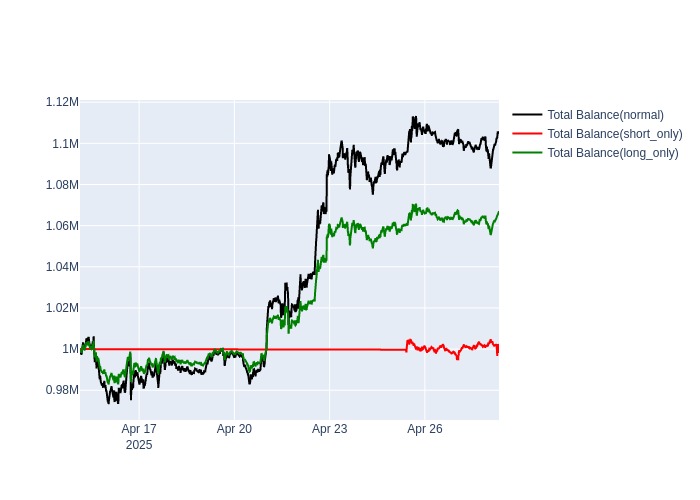 1.12M
1.1M
1.08M
1.06M
1.04M
1.02M
1M
0.98M
Apr 17
2025
Apr 20
Apr 23
Apr 26
Total Balance(normal)
Total Balance(short_only)
Total Balance(long_only)